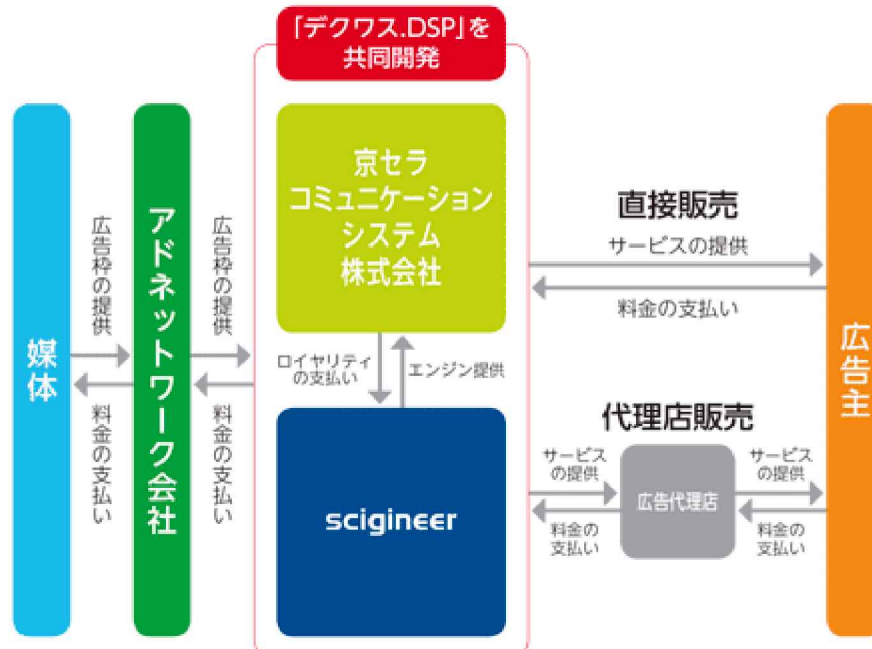 「デクワス.DSP」を
共同開発
媒体
広告枠の提供
料金の支払い
アドネットワーク会社
広告枠の提供
料金の支払い
京セラ
コミュニケーション
システム
株式会社
ロイヤリティ
の支払い
エンジン提供
scigineer
直接販売
サービスの提供
料金の支払い
代理店販売
サービス
の提供
料金の
支払い
広告代理店
サービス
の提供
料金の
支払い
広告主